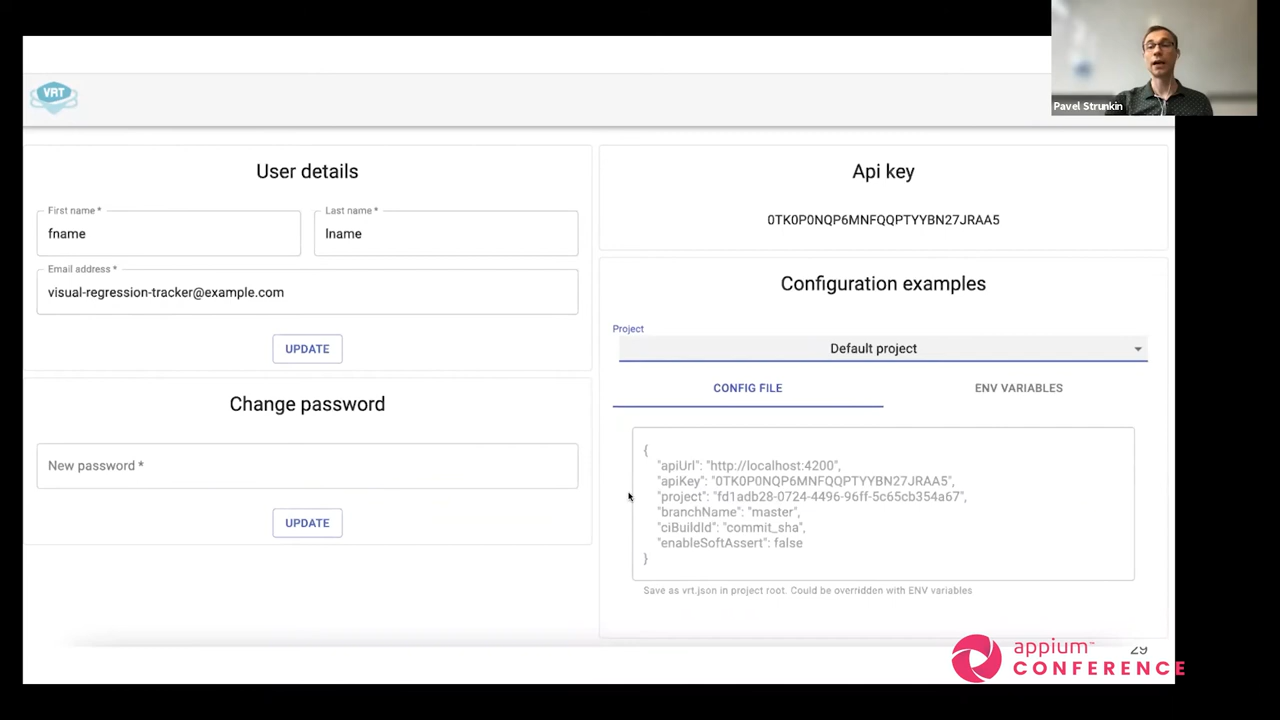 VRT
Pavel Strunkin
User details
First name *
fname
Last name *
lname
Email address *
visual-regression-tracker@example.com
UPDATE
Change password
New password *
UPDATE
Api key
0TK0P0NQP6MNFQQPTYYBN27JRAA5
Configuration examples
Project
Default project
CONFIG FILE
ENV VARIABLES
{
"apiUrl": "http://localhost:4200",
"apiKey": "0TK0P0NQP6MNFQQPTYYBN27JRAA5",
"project": "fd1adb28-0724-4496-96ff-5c65cb354a67",
"branchName": "master",
"ciBuildId": "commit_sha",
"enableSoftAssert": false
}
Save as vrt.json in project root. Could be overridden with ENV variables
29
appium™
CONFERENCE